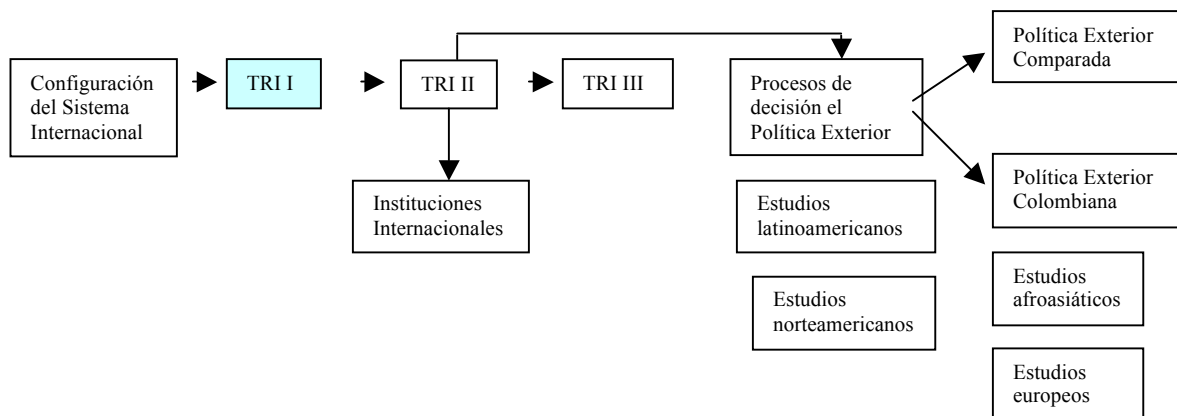 Configuración
del Sistema
Internacional
TRI I
TRI II
TRI III
Instituciones
Internacionales
Procesos de
decisión el
Política Exterior
Política Exterior
Comparada
Política Exterior
Colombiana
Estudios
latinoamericanos
Estudios
norteamericanos
Estudios
afroasiáticos
Estudios
europeos